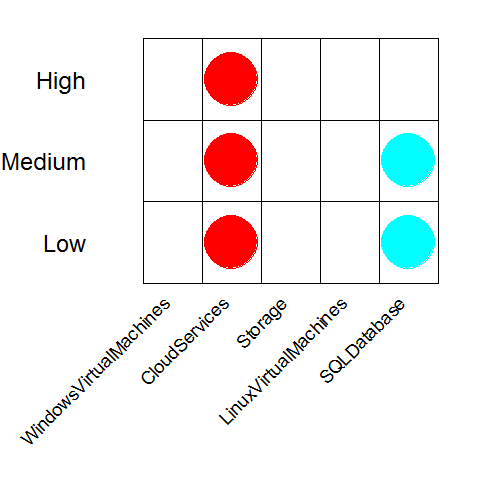 High
Medium
Low
WindowsVirtualMachines
CloudServices
Storage
LinuxVirtualMachines
SQLDatabase